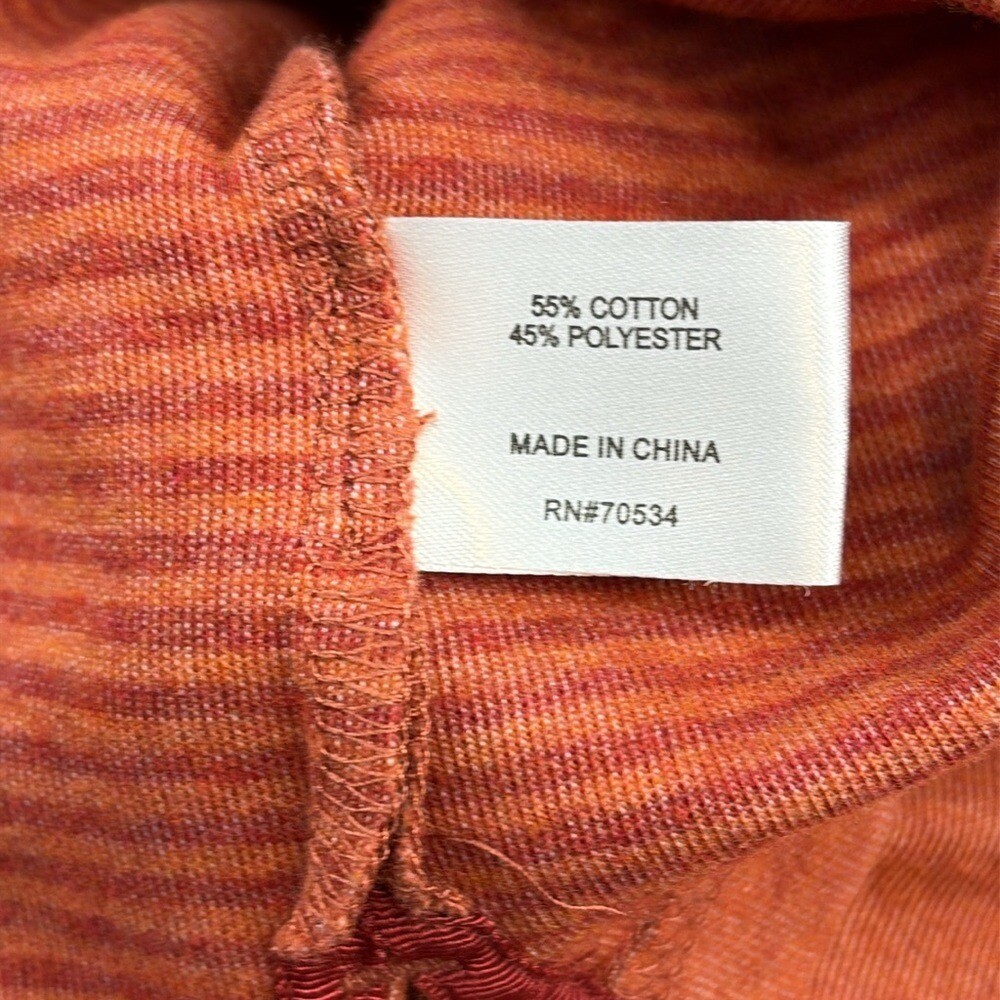 55% COTTON
45% POLYESTER
MADE IN CHINA
RN#70534